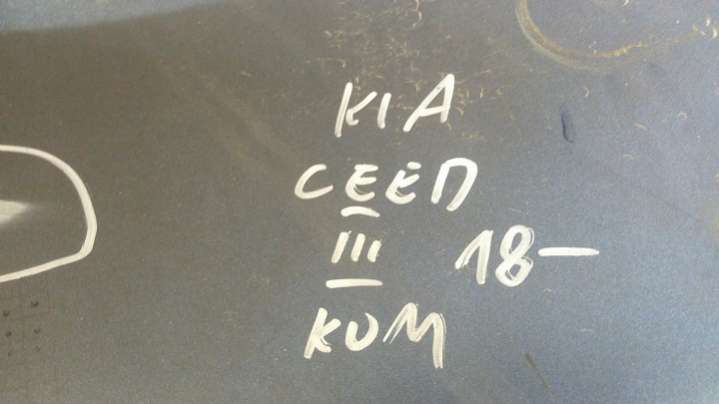 KIA
CEED
III 18-
KOM